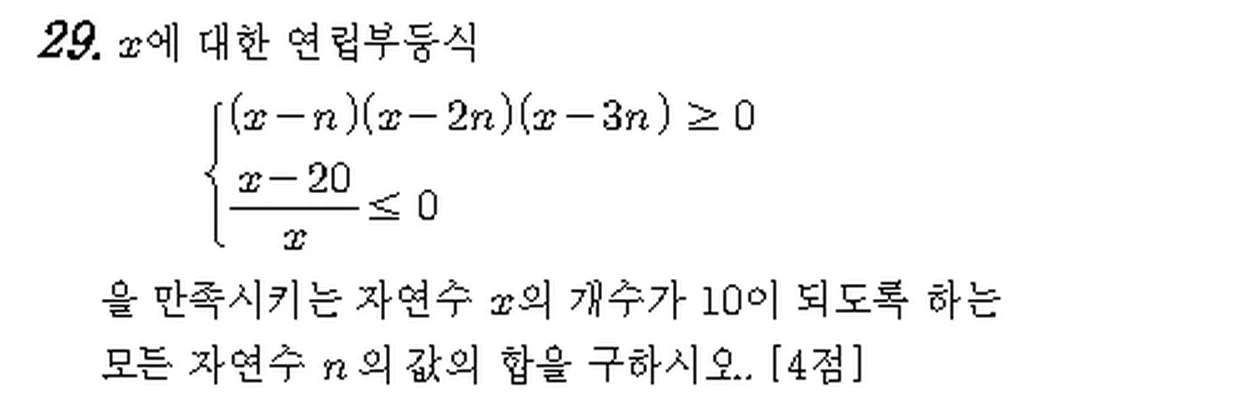 29. x에 대한 연립부등식
(x-n)(x-2n)(x-3n) ≥ 0
x-20
x ≤ 0
을 만족시키는 자연수 x의 개수가 10이 되도록 하는
모든 자연수 n의 값의 합을 구하시오.. [4점]